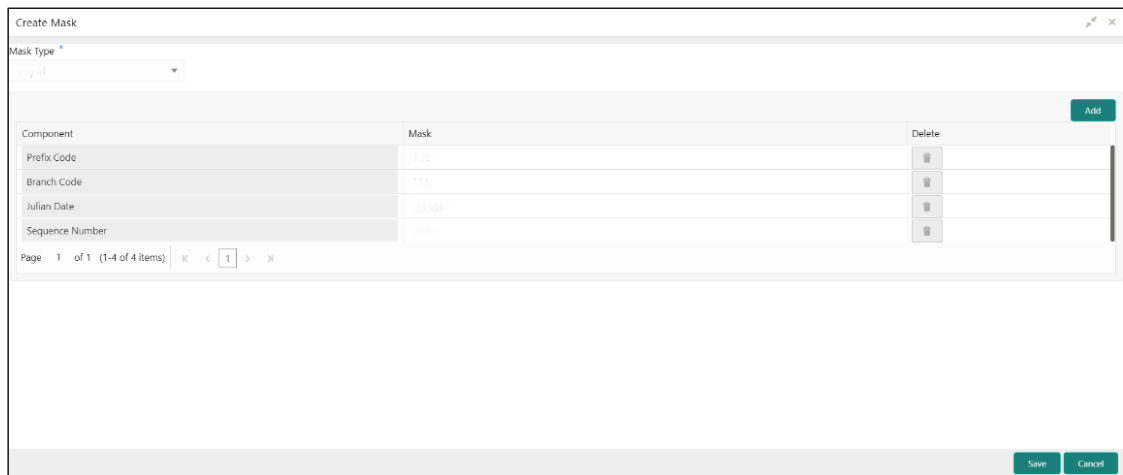 Create Mask
Mask Type *
Add
Component Mask Delete
Prefix Code
Branch Code
Julian Date
Sequence Number
Page 1 of 1 (1-4 of 4 items) 1
Save Cancel